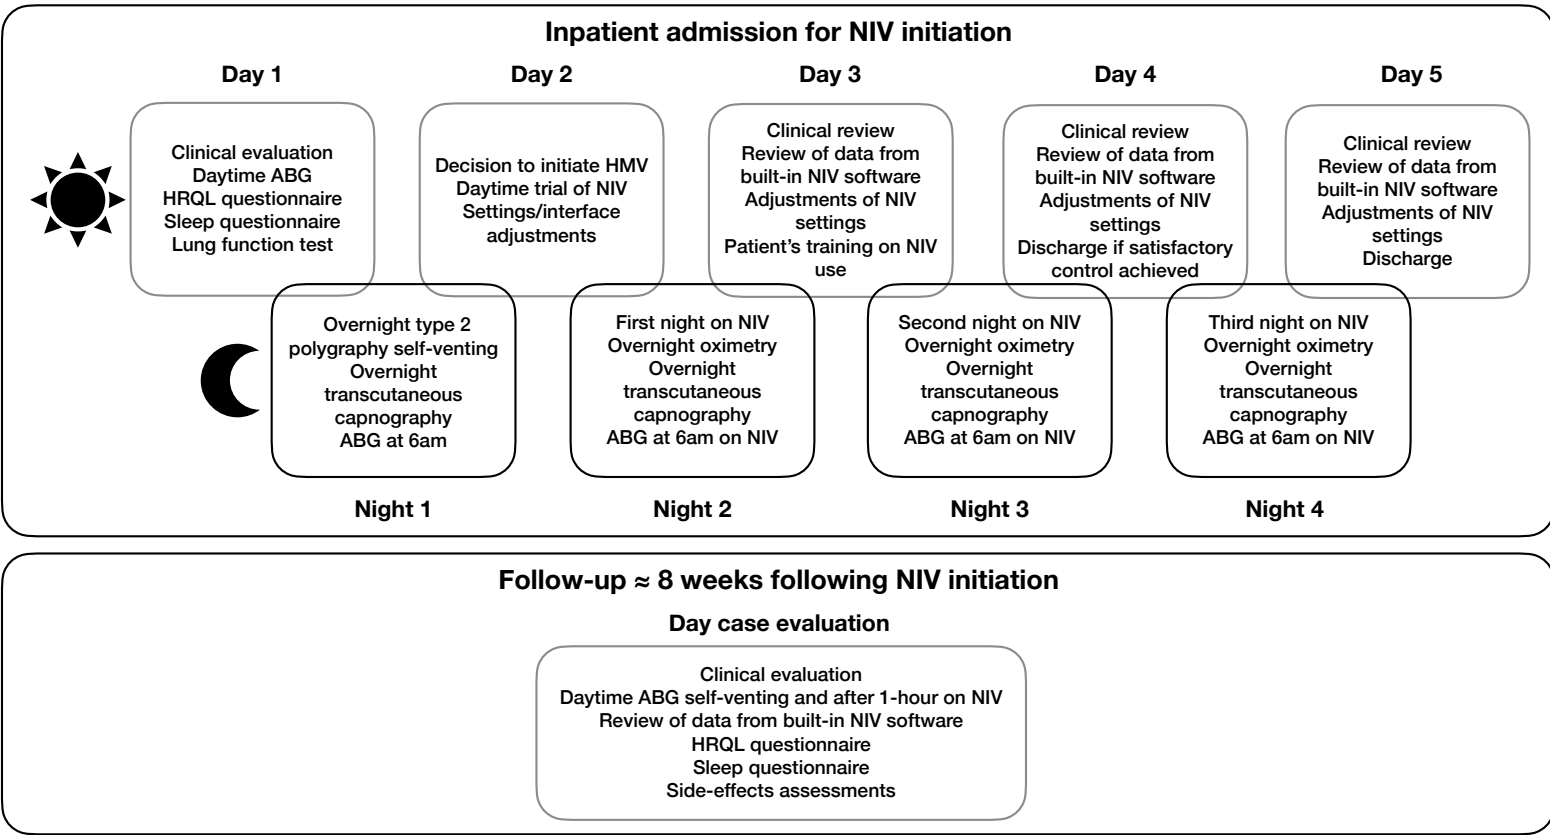 Inpatient admission for NIV initiation
Day 1
Day 2
Day 3
Day 4
Day 5
Clinical evaluation
Daytime ABG
HRQL questionnaire
Sleep questionnaire
Lung function test
Decision to initiate HMV
Daytime trial of NIV
Settings/interface
adjustments
Clinical review
Review of data from
built-in NIV software
Adjustments of NIV
settings
Patient's training on NIV
use
Clinical review
Review of data from
built-in NIV software
Adjustments of NIV
settings
Discharge if satisfactory
control achieved
Clinical review
Review of data from
built-in NIV software
Adjustments of NIV
settings
Discharge
Overnight type 2
polygraphy self-venting
Overnight
transcutaneous
capnography
ABG at 6am
First night on NIV
Overnight oximetry
Overnight
transcutaneous
capnography
ABG at 6am on NIV
Second night on NIV
Overnight oximetry
Overnight
transcutaneous
capnography
ABG at 6am on NIV
Third night on NIV
Overnight oximetry
Overnight
transcutaneous
capnography
ABG at 6am on NIV
Night 1
Night 2
Night 3
Night 4
Follow-up ≈ 8 weeks following NIV initiation
Day case evaluation
Clinical evaluation
Daytime ABG self-venting and after 1-hour on NIV
Review of data from built-in NIV software
HRQL questionnaire
Sleep questionnaire
Side-effects assessments